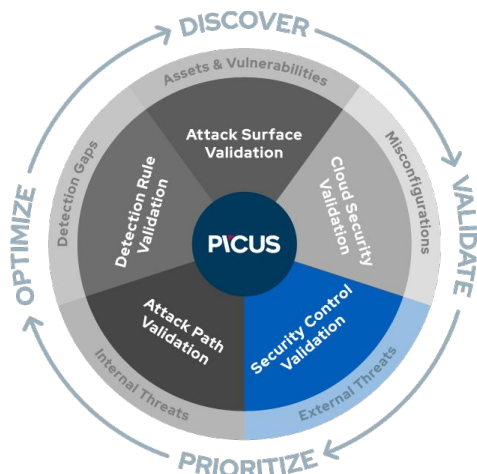 DISCOVER
Assets & Vulnerabilities
Attack Surface
Validation
Misconfigurations
Cloud Security
Validation
VALIDATE
Detection Gaps
Detection Rule
Validation
OPTIMIZE
PICUS
Attack Path
Validation
Internal Threats
Security Control
Validation
External Threats
PRIORITIZE